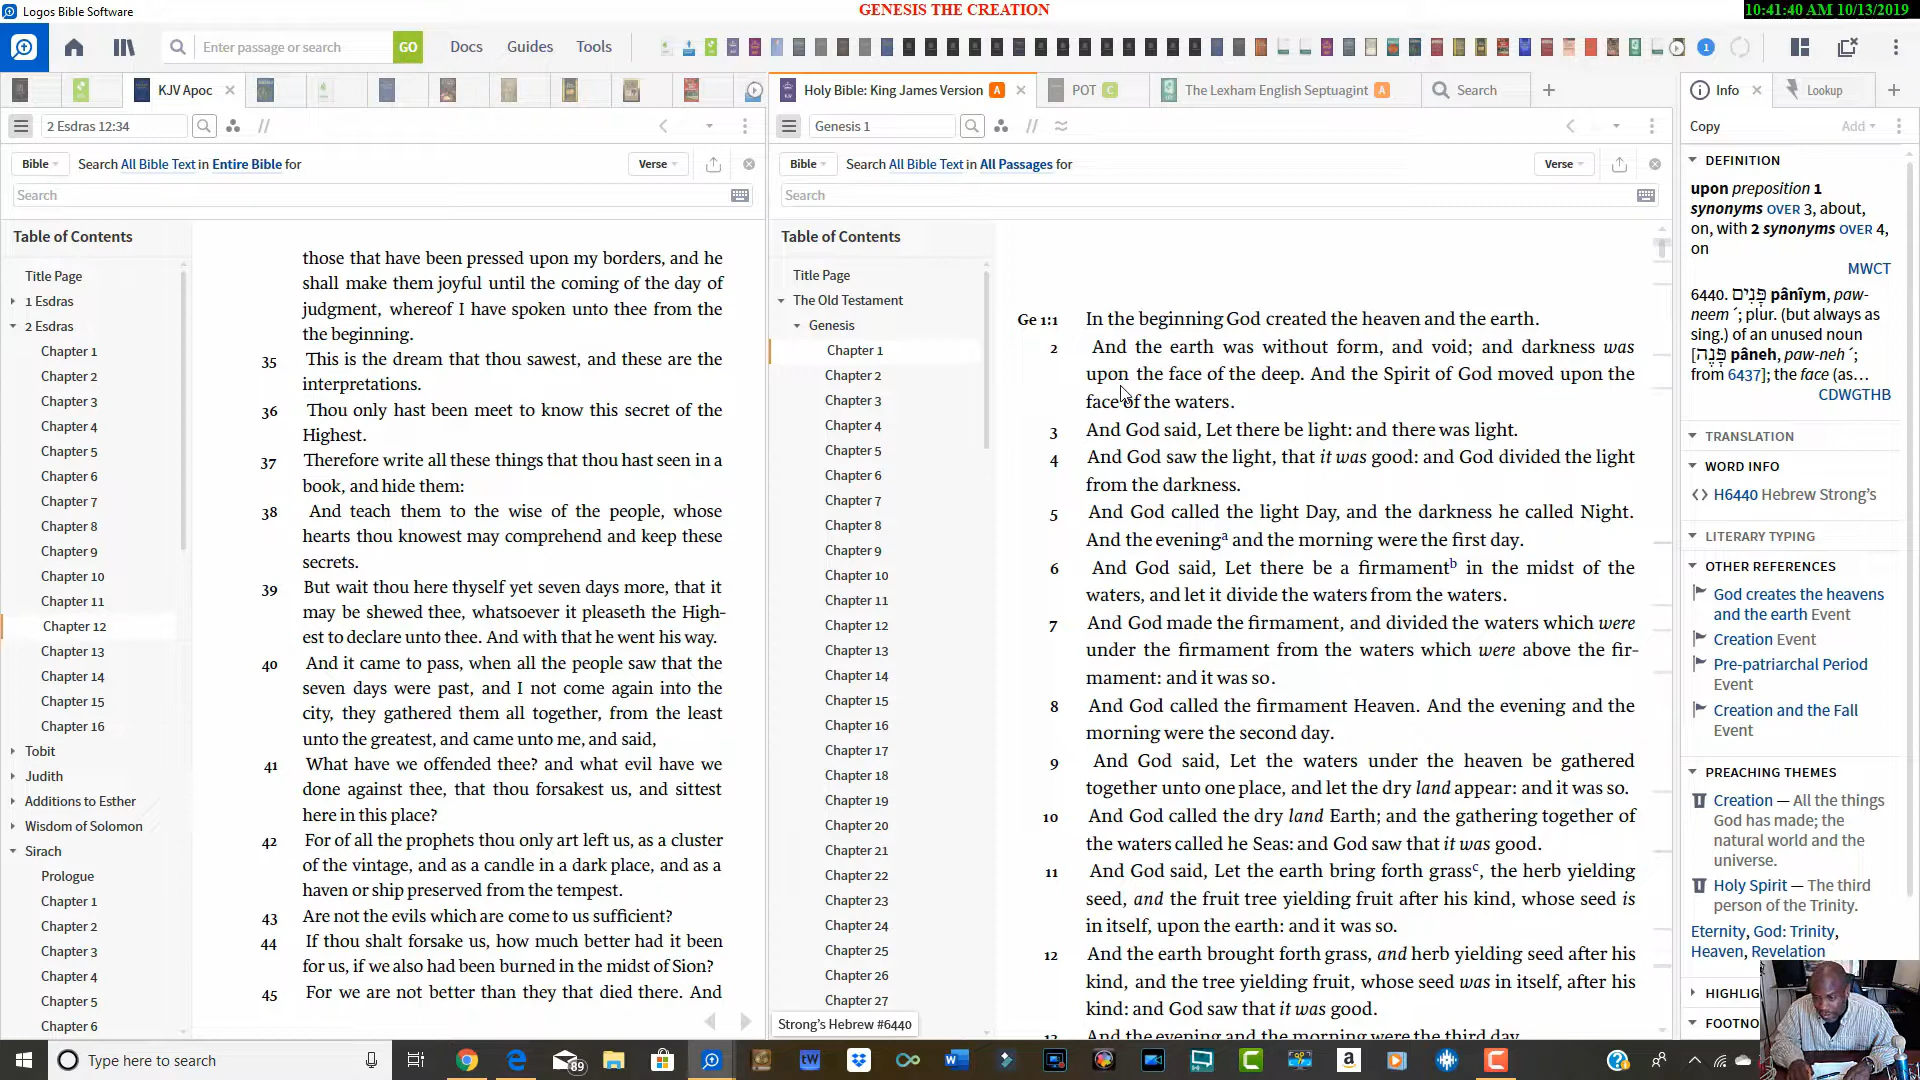 Logos Bible Software
GENESIS THE CREATION
10:41:40 AM 10/13/2019
Enter passage or search
GO
Docs
Guides
Tools
1
KJV Apoc
Holy Bible: King James Version A
POT C
The Lexham English Septuagint A
Search
Info
Lookup
2 Esdras 12:34
Genesis 1
Copy
Add
Bible
Search All Bible Text in Entire Bible for
Verse
Search
Table of Contents
Title Page
1 Esdras
2 Esdras
Chapter 1
Chapter 2
Chapter 3
Chapter 4
Chapter 5
Chapter 6
Chapter 7
Chapter 8
Chapter 9
Chapter 10
Chapter 11
Chapter 12
Chapter 13
Chapter 14
Chapter 15
Chapter 16
Tobit
Judith
Additions to Esther
Wisdom of Solomon
Sirach
Prologue
Chapter 1
Chapter 2
Chapter 3
Chapter 4
Chapter 5
Chapter 6
those that have been pressed upon my borders, and he
shall make them joyful until the coming of the day of
judgment, whereof I have spoken unto thee from the
the beginning.
35 This is the dream that thou sawest, and these are the
interpretations.
36 Thou only hast been meet to know this secret of the
Highest.
37 Therefore write all these things that thou hast seen in a
book, and hide them:
38 And teach them to the wise of the people, whose
hearts thou knowest may comprehend and keep these
secrets.
39 But wait thou here thyself yet seven days more, that it
may be shewed thee, whatsoever it pleaseth the High-
est to declare unto thee. And with that he went his way.
40 And it came to pass, when all the people saw that the
seven days were past, and I not come again into the
city, they gathered them all together, from the least
unto the greatest, and came unto me, and said,
41 What have we offended thee? and what evil have we
done against thee, that thou forsakest us, and sittest
here in this place?
42 For of all the prophets thou only art left us, as a cluster
of the vintage, and as a candle in a dark place, and as a
haven or ship preserved from the tempest.
43 Are not the evils which are come to us sufficient?
44 If thou shalt forsake us, how much better had it been
for us, if we also had been burned in the midst of Sion?
45 For we are not better than they that died there. And
Bible
Search All Bible Text in All Passages for
Verse
Search
Table of Contents
Title Page
The Old Testament
Genesis
Chapter 1
Chapter 2
Chapter 3
Chapter 4
Chapter 5
Chapter 6
Chapter 7
Chapter 8
Chapter 9
Chapter 10
Chapter 11
Chapter 12
Chapter 13
Chapter 14
Chapter 15
Chapter 16
Chapter 17
Chapter 18
Chapter 19
Chapter 20
Chapter 21
Chapter 22
Chapter 23
Chapter 24
Chapter 25
Chapter 26
Chapter 27
Strong's Hebrew #6440
Ge 1:1 In the beginning God created the heaven and the earth.
2 And the earth was without form, and void; and darkness was
upon the face of the deep. And the Spirit of God moved upon the
face of the waters.
3 And God said, Let there be light: and there was light.
4 And God saw the light, that it was good: and God divided the light
from the darkness.
5 And God called the light Day, and the darkness he called Night.
And the eveningᵃ and the morning were the first day.
6 And God said, Let there be a firmamentᵇ in the midst of the
waters, and let it divide the waters from the waters.
7 And God made the firmament, and divided the waters which were
under the firmament from the waters which were above the fir-
mament: and it was so.
8 And God called the firmament Heaven. And the evening and the
morning were the second day.
9 And God said, Let the waters under the heaven be gathered
together unto one place, and let the dry land appear: and it was so.
10 And God called the dry land Earth; and the gathering together of
the waters called he Seas: and God saw that it was good.
11 And God said, Let the earth bring forth grassᶜ, the herb yielding
seed, and the fruit tree yielding fruit after his kind, whose seed is
in itself, upon the earth: and it was so.
12 And the earth brought forth grass, and herb yielding seed after his
kind, and the tree yielding fruit, whose seed was in itself, after his
kind: and God saw that it was good.
And the evening and the morning were the third day.
DEFINITION
upon preposition 1
synonyms OVER 3, about,
on, with 2 synonyms OVER 4,
on
MWCT
6440. פָּנִים pânîym, paw-
neem´; plur. (but always as
sing.) of an unused noun
[פָּנֶה pâneh, paw-neh´;
from 6437]; the face (as...
CDWGTHB
TRANSLATION
WORD INFO
H6440 Hebrew Strong's
LITERARY TYPING
OTHER REFERENCES
God creates the heavens
and the earth Event
Creation Event
Pre-patriarchal Period
Event
Creation and the Fall
Event
PREACHING THEMES
Creation — All the things
God has made; the
natural world and the
universe.
Holy Spirit — The third
person of the Trinity.
Eternity, God: Trinity,
Heaven, Revelation
HIGHLIG
FOOTNO
Type here to search
89